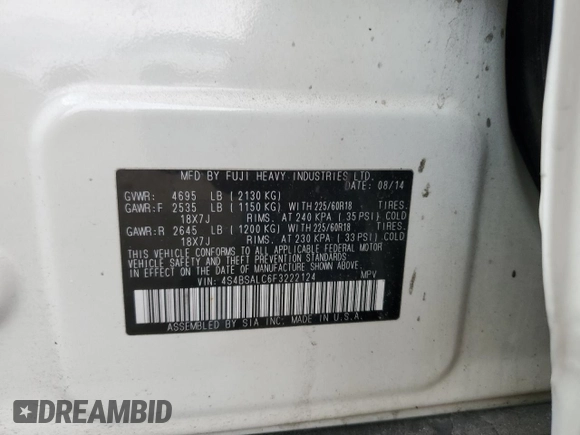 MFD BY FUJI HEAVY INDUSTRIES LTD.
DATE: 08/14
GVWR: 4695 LB ( 2130 KG)
GAWR:F 2535 LB ( 1150 KG) WITH 225/60R18 TIRES.
18X7J RIMS. AT 240 KPA ( 35 PSI) COLD
GAWR:R 2645 LB ( 1200 KG) WITH 225/60R18 TIRES.
18X7J RIMS. AT 230 KPA ( 33 PSI) COLD
THIS VEHICLE CONFORMS TO ALL APPLICABLE FEDERAL MOTOR
VEHICLE SAFETY AND THEFT PREVENTION STANDARDS
IN EFFECT ON THE DATE OF MANUFACTURE SHOWN ABOVE.
VIN: 4S4BSALC6F3222124 MPV
ASSEMBLED BY SIA INC. MADE IN U.S.A.
DREAMBID